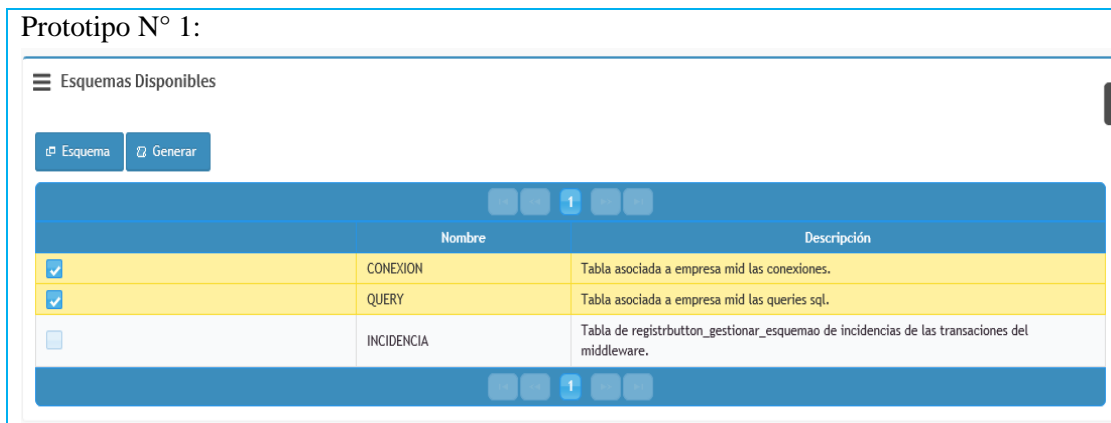 Prototipo N° 1:
Esquemas Disponibles
Esquema Generar
1
Nombre Descripción
CONEXION Tabla asociada a empresa mid las conexiones.
QUERY Tabla asociada a empresa mid las queries sql.
INCIDENCIA Tabla de registrbutton_gestionar_esquemao de incidencias de las transaciones del
middleware.
1